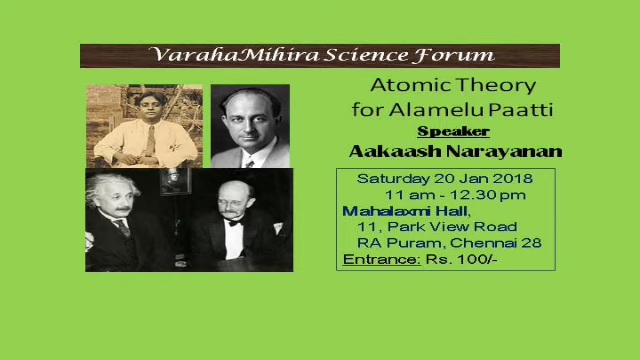 VarahaMihira Science Forum
Atomic Theory
for Alamelu Paatti
Speaker
Aakaash Narayanan
Saturday 20 Jan 2018
11 am - 12.30 pm
Mahalaxmi Hall,
11, Park View Road
RA Puram, Chennai 28
Entrance: Rs. 100/-